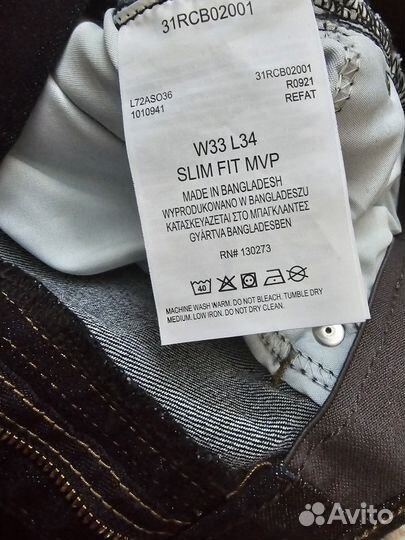 31RCB02001
L72ASO36
1010941
31RCB02001
R0921
REFAT
W33 L34
SLIM FIT MVP
MADE IN BANGLADESH
WYPRODUKOWANO W BANGLADESZU
ΚΑΤΑΣΚΕΥΑΖΕΤΑΙ ΣΤΟ ΜΠΑΓΚΛΑΝΤΕΣ
GYÁRTVA BANGLADESBEN
RN# 130273
40
MACHINE WASH WARM. DO NOT BLEACH. TUMBLE DRY
MEDIUM. LOW IRON. DO NOT DRY CLEAN.
Avito